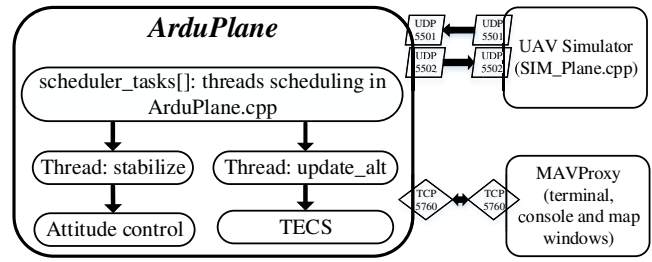 ArduPlane
scheduler_tasks[]: threads scheduling in
ArduPlane.cpp
Thread: stabilize
Thread: update_alt
Attitude control
TECS
UDP
5501
UDP
5501
UDP
5502
UDP
5502
UAV Simulator
(SIM_Plane.cpp)
TCP
5760
TCP
5760
MAVProxy
(terminal,
console and map
windows)